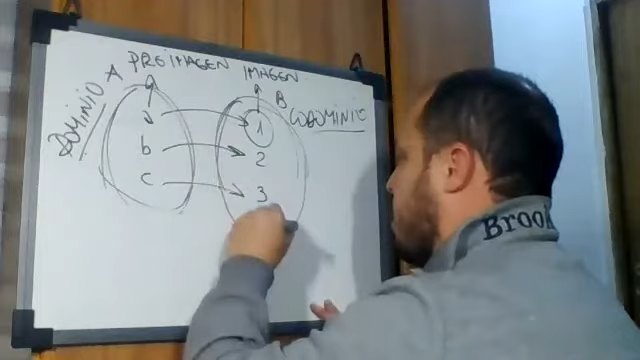 PREIMAGEN IMAGEN
DOMINIO A
B CODOMINIO
a 1
b 2
c 3
Brook